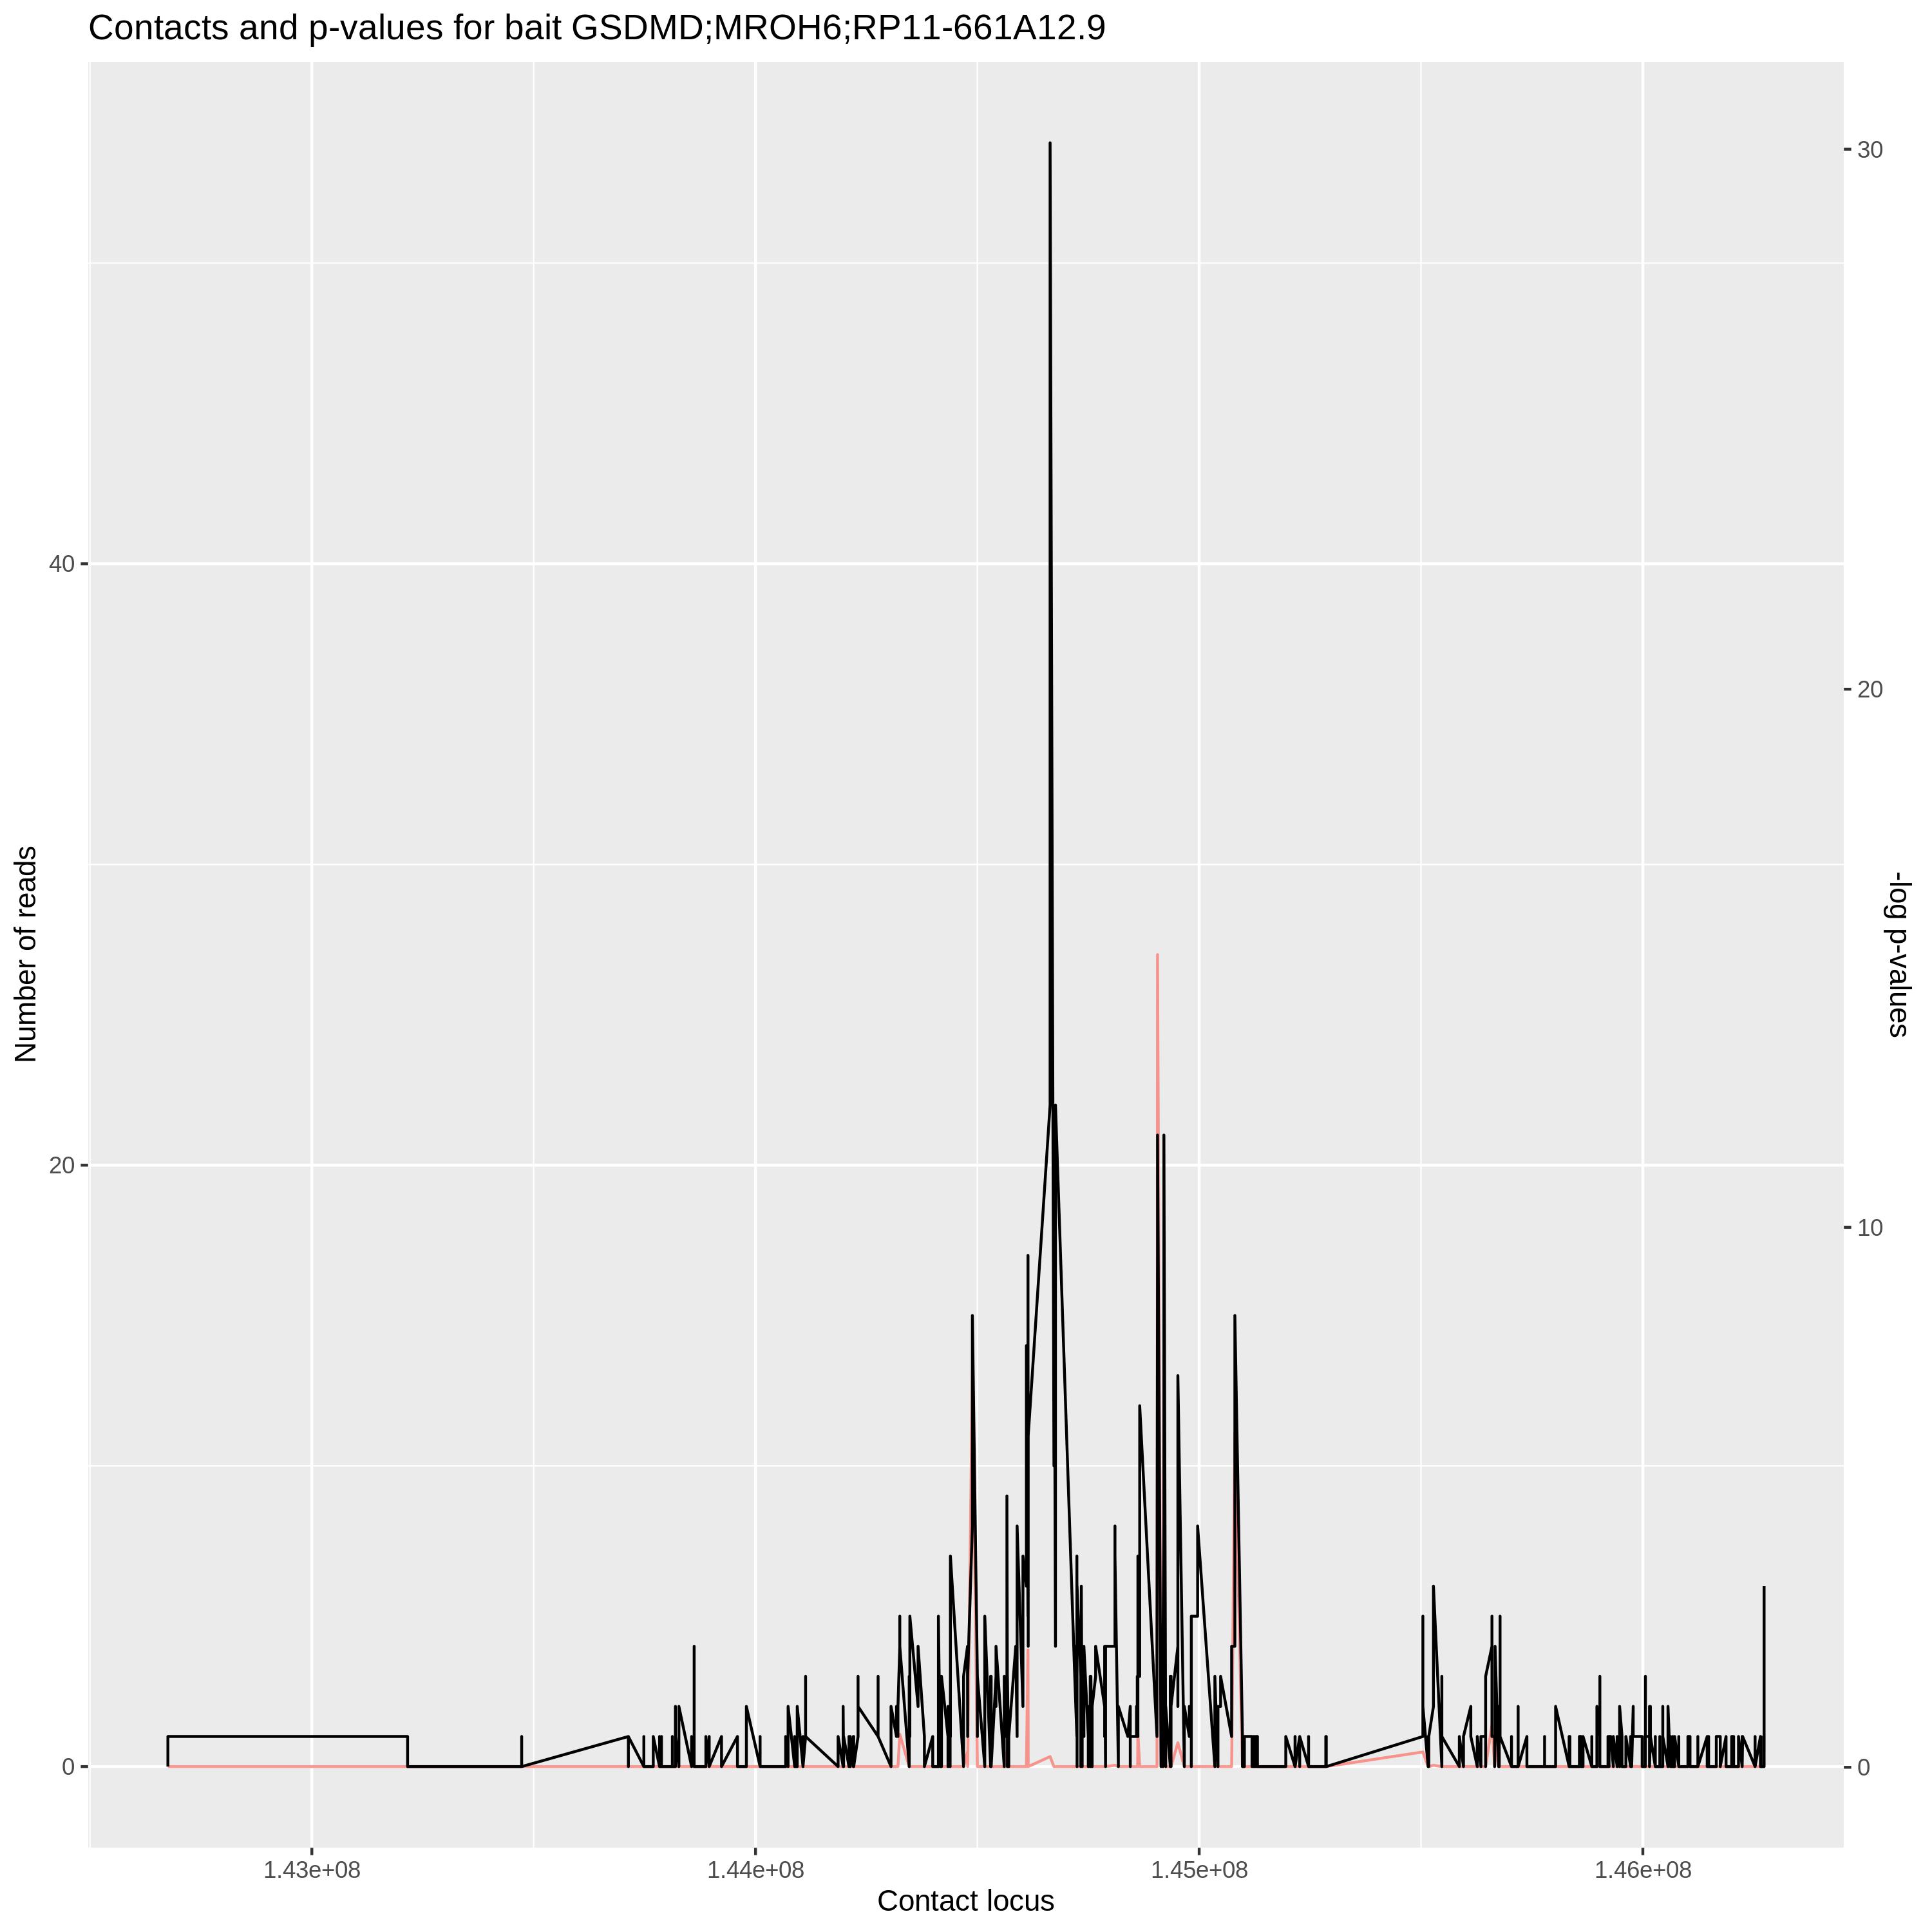 Contacts and p-values for bait GSDMD;MROH6;RP11-661A12.9
30
40
20
Number of reads
-log p-values
20
10
0
0
1.43e+08 1.44e+08 1.45e+08 1.46e+08
Contact locus